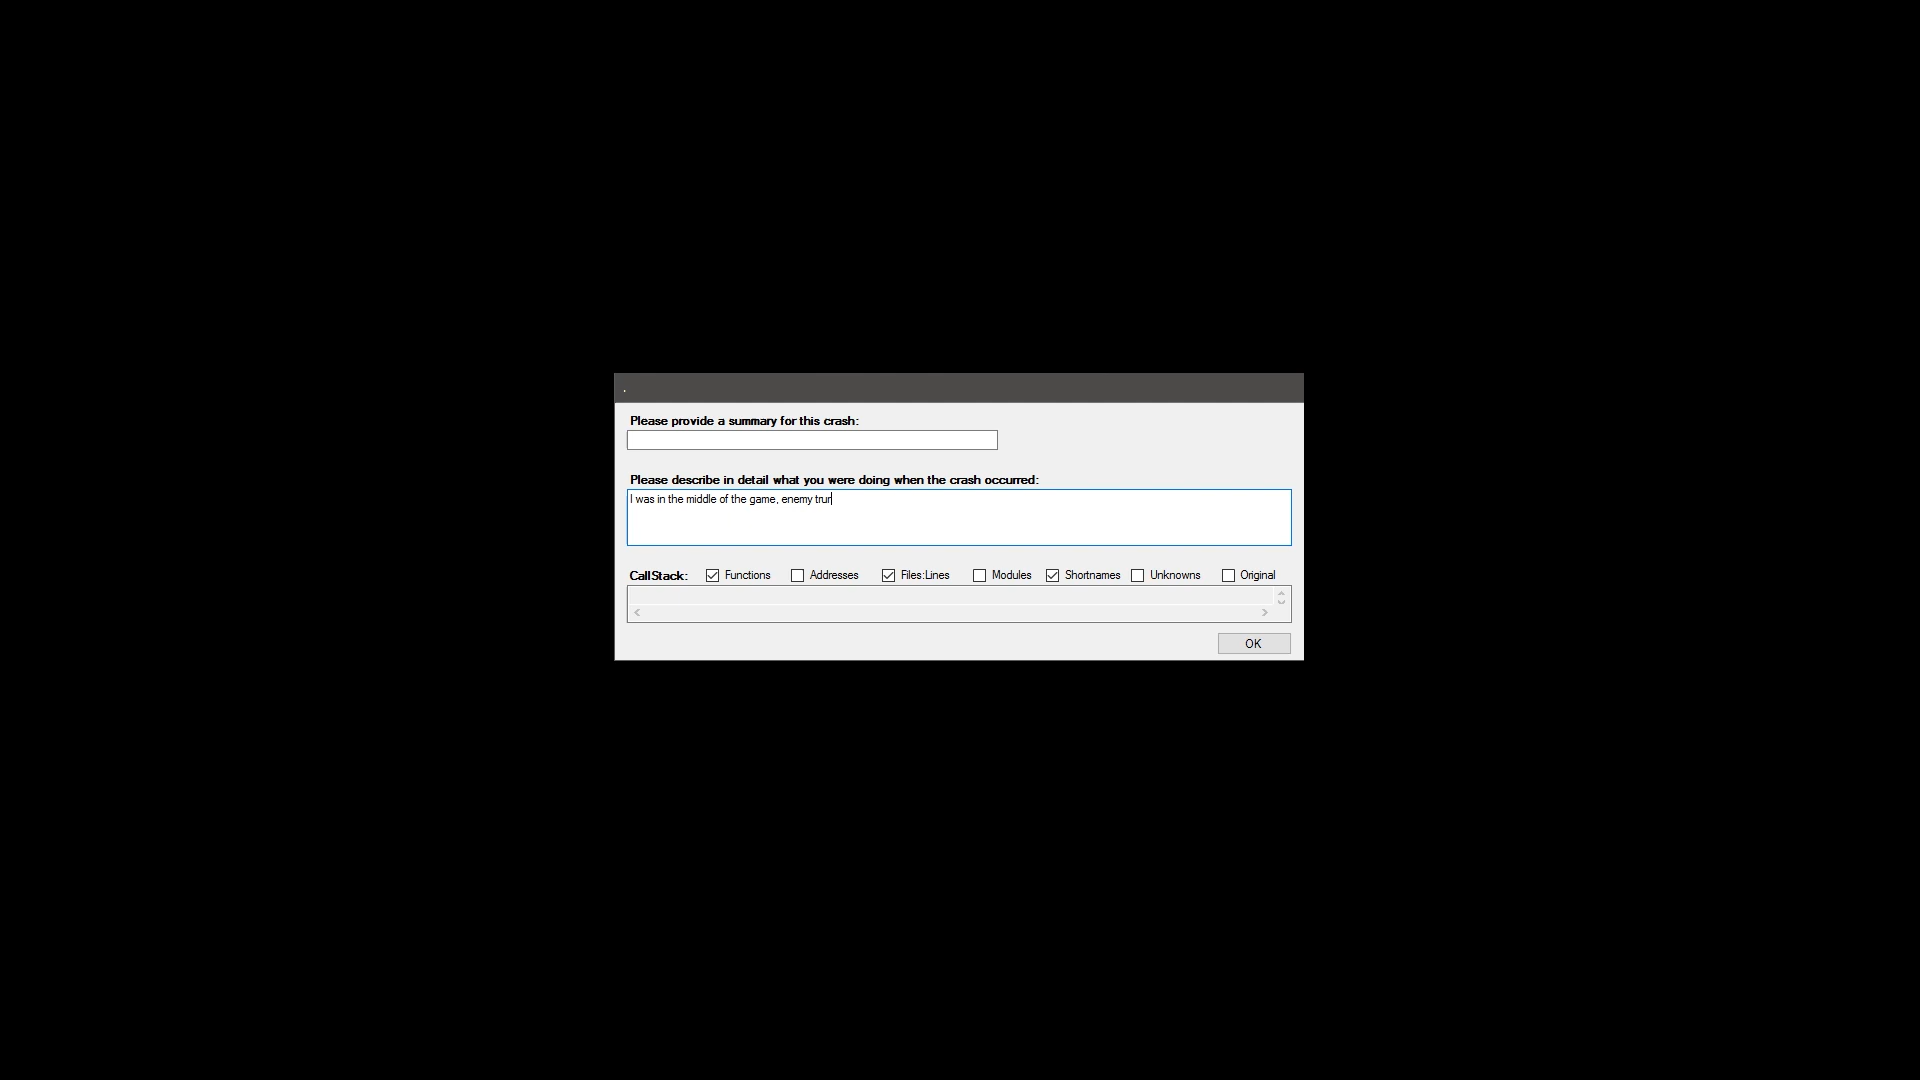 .
Please provide a summary for this crash:
Please describe in detail what you were doing when the crash occurred:
I was in the middle of the game, enemy trur
CallStack: Functions Addresses Files:Lines Modules Shortnames Unknowns Original
OK